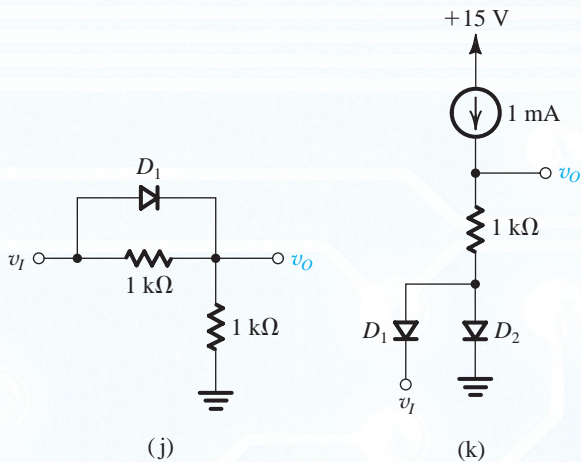 +15 V
1 mA
D1
vO
1 kΩ
vI
vO
1 kΩ
1 kΩ
D1
D2
vI
(j)
(k)